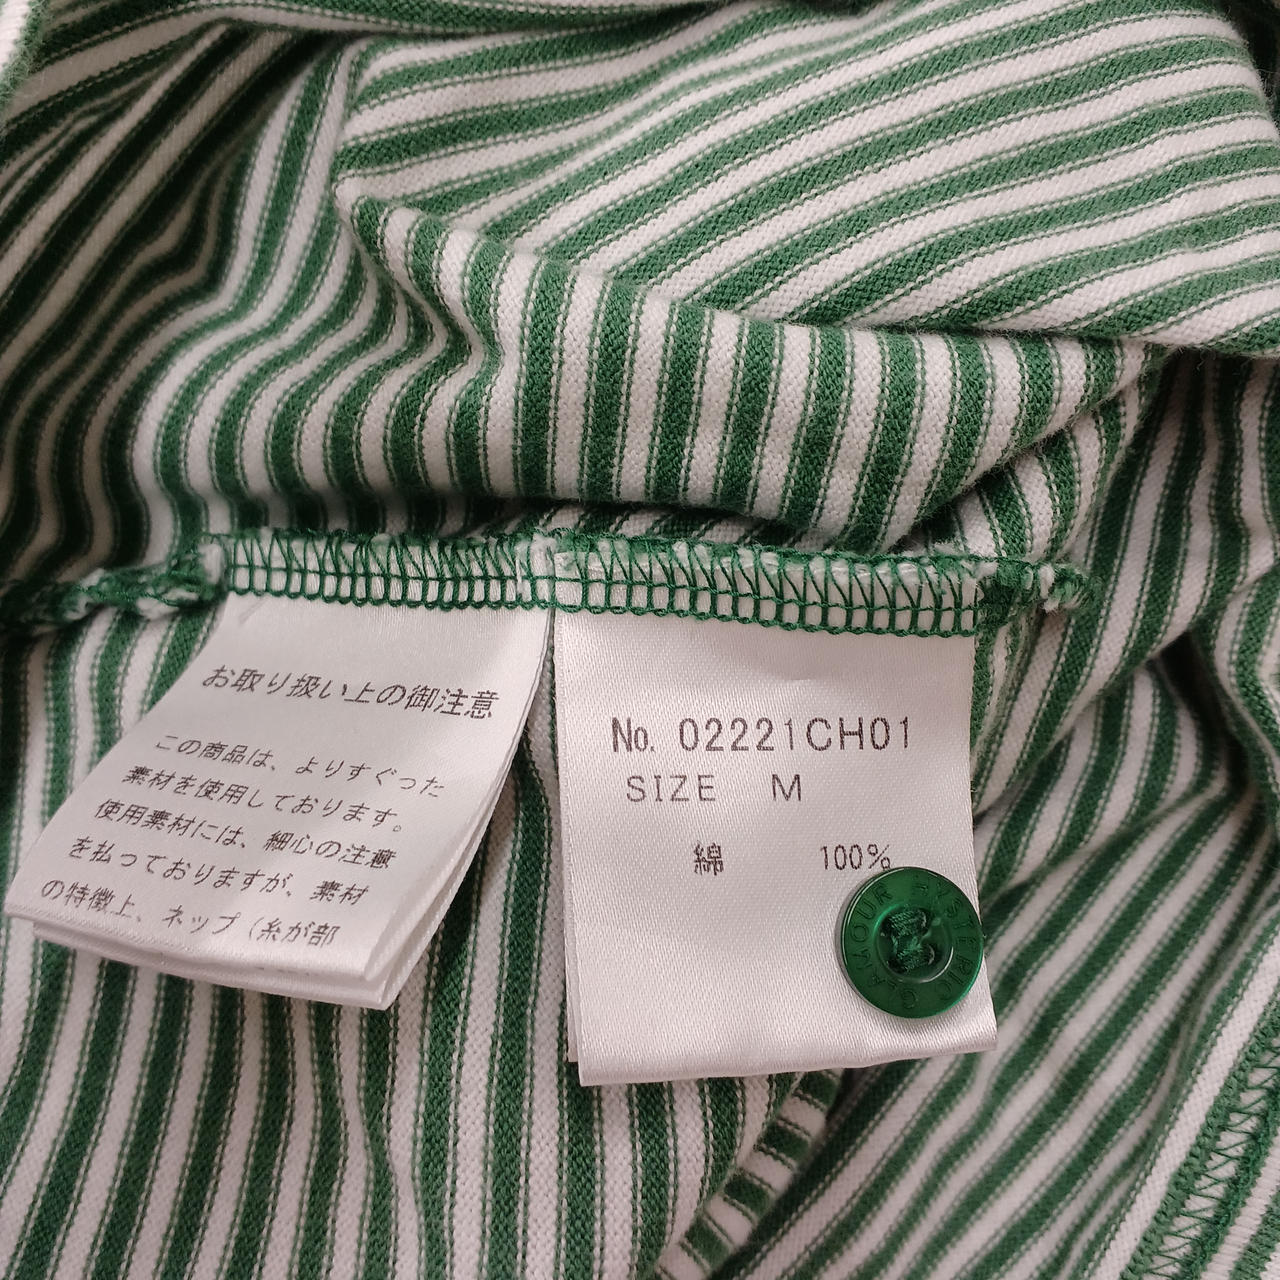 お取り扱い上の御注意
この商品は、よりすぐった
素材を使用しております。
使用素材には、細心の注意
を払っておりますが、素材
の特徴上、ネップ（糸が部
No. 02221CH01
SIZE M
綿 100%
HYSTERIC GLAMOUR